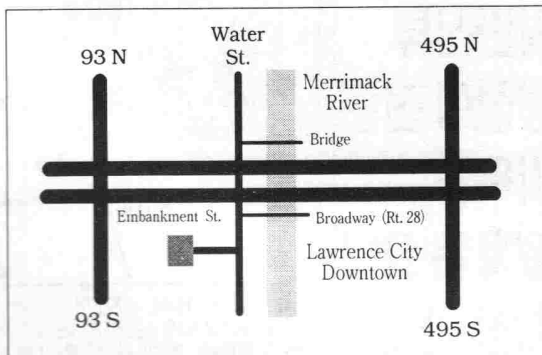 Water
St.
93 N
495 N
Merrimack
River
Bridge
Embankment St.
Broadway (Rt. 28)
Lawrence City
Downtown
93 S
495 S